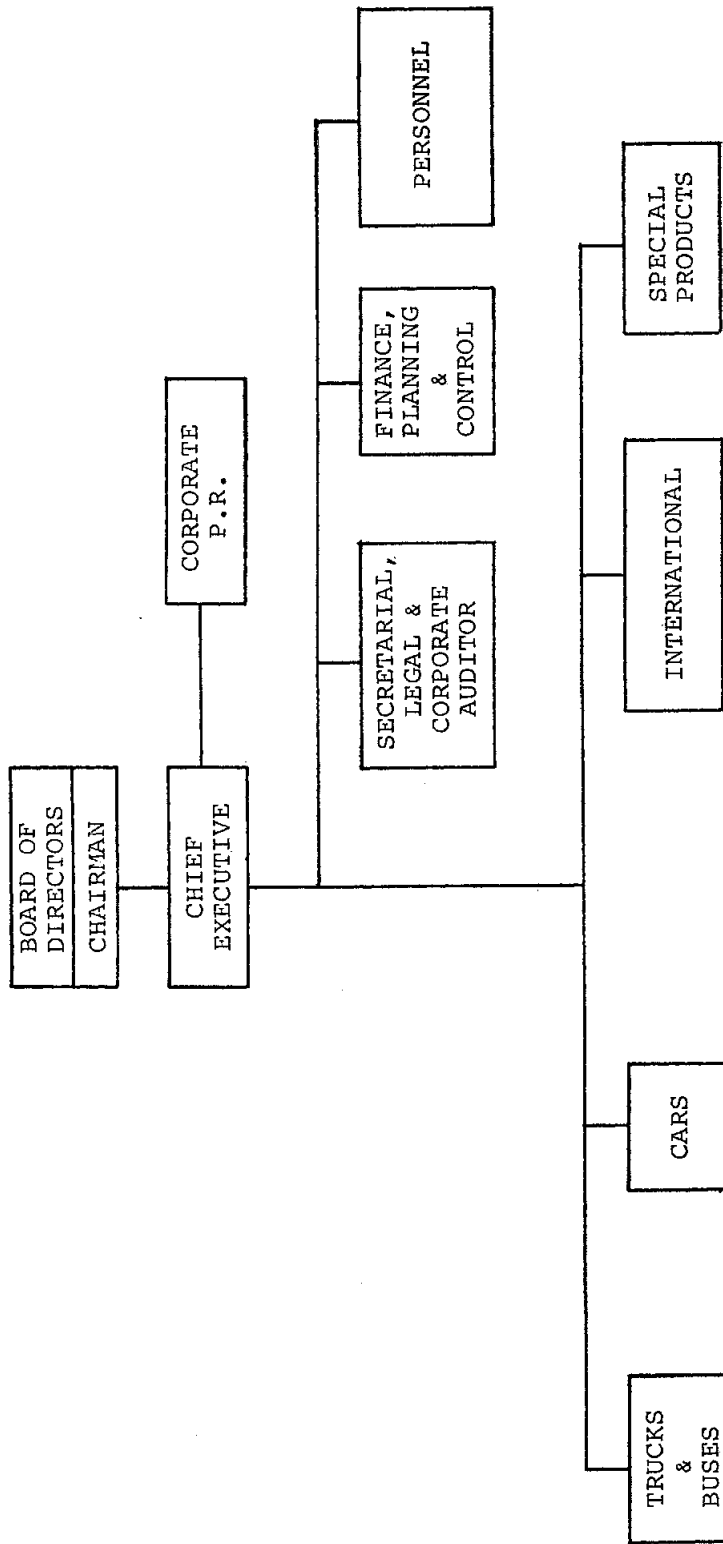 BOARD OF
DIRECTORS
CHAIRMAN
CHIEF
EXECUTIVE
CORPORATE
P.R.
SECRETARIAL,
LEGAL &
CORPORATE
AUDITOR
FINANCE,
PLANNING
&
CONTROL
PERSONNEL
TRUCKS
&
BUSES
CARS
INTERNATIONAL
SPECIAL
PRODUCTS